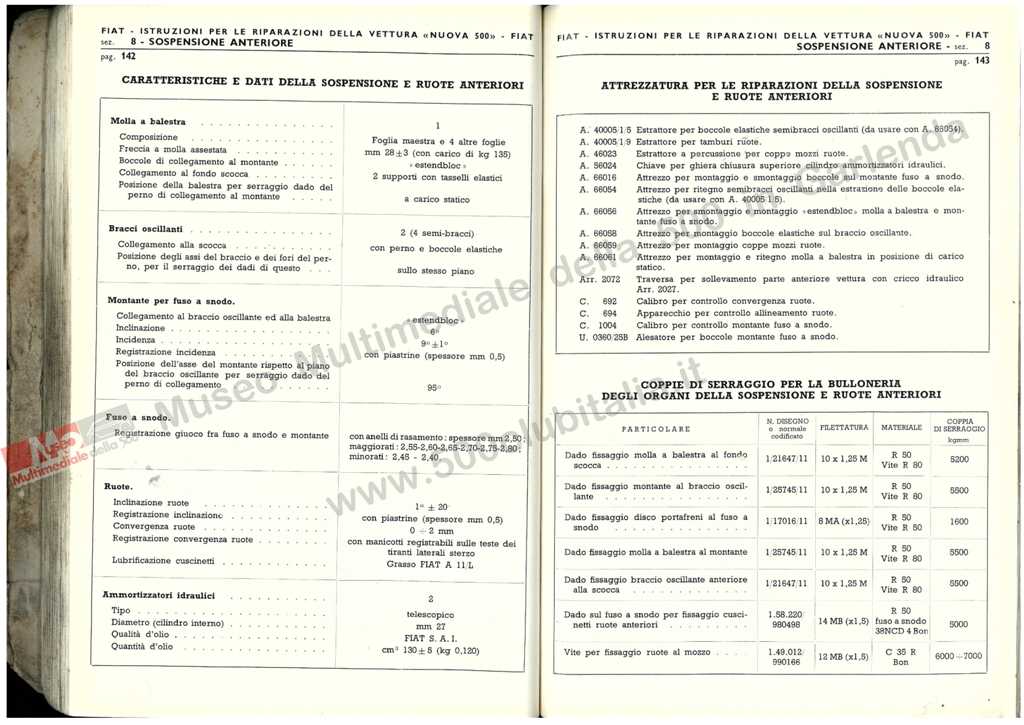 FIAT - ISTRUZIONI PER LE RIPARAZIONI DELLA VETTURA «NUOVA 500» - FIAT
sez. 8 - SOSPENSIONE ANTERIORE
pag. 142
CARATTERISTICHE E DATI DELLA SOSPENSIONE E RUOTE ANTERIORI
Molla a balestra . . . . . . . . . . . . . . 1
Composizione . . . . . . . . . . . . . . Foglia maestra e 4 altre foglie
Freccia a molla assestata . . . . . . . . . . . mm 28±3 (con carico di kg 135)
Boccole di collegamento al montante . . . . . «estendbloc»
Collegamento al fondo scocca . . . . . . . . 2 supporti con tasselli elastici
Posizione della balestra per serraggio dado del
perno di collegamento al montante . . . . . a carico statico
Bracci oscillanti . . . . . . . . . . . . . . 2 (4 semi-bracci)
Collegamento alla scocca . . . . . . . . . . con perno e boccole elastiche
Posizione degli assi del braccio e dei fori del per-
no, per il serraggio dei dadi di questo . . . sullo stesso piano
Montante per fuso a snodo.
Collegamento al braccio oscillante ed alla balestra «estendbloc»
Inclinazione . . . . . . . . . . . . . . . . 6°
Incidenza . . . . . . . . . . . . . . . . . 9°±1°
Registrazione incidenza . . . . . . . . . . . con piastrine (spessore mm 0,5)
Posizione dell'asse del montante rispetto al piano
del braccio oscillante per serraggio dado del
perno di collegamento . . . . . . 95°
Fuso a snodo.
Registrazione giuoco fra fuso a snodo e montante con anelli di rasamento: spessore mm 2,50;
maggiorati: 2,55-2,60-2,65-2,70-2,75-2,80;
minorati: 2,45 - 2,40.
Ruote.
Inclinazione ruote . . . . . . . . . . . . . 1° ± 20'
Registrazione inclinazione . . . . . . . . . . con piastrine (spessore mm 0,5)
Convergenza ruote . . . . . . . . . . . . . 0 ÷ 2 mm
Registrazione convergenza ruote . . . . . . . con manicotti registrabili sulle teste dei
tiranti laterali sterzo
Lubrificazione cuscinetti . . . . . . . . . . . Grasso FIAT A 11/L
Ammortizzatori idraulici . . . . . . . . . . 2
Tipo . . . . . . . . . . . . . . . . . . . telescopico
Diametro (cilindro interno) . . . . . . . . . . mm 27
Qualità d'olio . . . . . . . . . . . . . . . FIAT S. A. I.
Quantità d'olio . . . . . . . . . . . . . . . cm³ 130±5 (kg 0,120)
FIAT - ISTRUZIONI PER LE RIPARAZIONI DELLA VETTURA «NUOVA 500» - FIAT
SOSPENSIONE ANTERIORE - sez. 8
pag. 143
ATTREZZATURA PER LE RIPARAZIONI DELLA SOSPENSIONE
E RUOTE ANTERIORI
A. 40005/1/5 Estrattore per boccole elastiche semibracci oscillanti (da usare con A. 66054).
A. 40005/1/9 Estrattore per tamburi ruote.
A. 46023 Estrattore a percussione per coppa mozzi ruote.
A. 56024 Chiave per ghiera chiusura superiore cilindro ammortizzatori idraulici.
A. 66016 Attrezzo per montaggio e smontaggio boccole sul montante fuso a snodo.
A. 66054 Attrezzo per ritegno semibracci oscillanti nella estrazione delle boccole ela-
stiche (da usare con A. 40005/1/5).
A. 66056 Attrezzo per smontaggio e montaggio «estendbloc» molla a balestra e mon-
tante fuso a snodo.
A. 66058 Attrezzo per montaggio boccole elastiche sul braccio oscillante.
A. 66059 Attrezzo per montaggio coppe mozzi ruote.
A. 66061 Attrezzo per montaggio e ritegno molla a balestra in posizione di carico
statico.
Arr. 2072 Traversa per sollevamento parte anteriore vettura con cricco idraulico
Arr. 2027.
C. 692 Calibro per controllo convergenza ruote.
C. 694 Apparecchio per controllo allineamento ruote.
C. 1004 Calibro per controllo montante fuso a snodo.
U. 0360/25B Alesatore per boccole montante fuso a snodo.
COPPIE DI SERRAGGIO PER LA BULLONERIA
DEGLI ORGANI DELLA SOSPENSIONE E RUOTE ANTERIORI
PARTICOLARE N. DISEGNO o normale codificato FILETTATURA MATERIALE COPPIA DI SERRAGGIO kgmm
Dado fissaggio molla a balestra al fondo
scocca . . . . . . . . . . . . . . 1/21647/11 10 x 1,25 M R 50 Vite R 80 5200
Dado fissaggio montante al braccio oscil-
lante . . . . . . . . . . . . . . 1/25745/11 10 x 1,25 M R 50 Vite R 80 5500
Dado fissaggio disco portafreni al fuso a
snodo . . . . . . . . . . . . . . 1/17016/11 8 MA (x1,25) R 50 Vite R 50 1600
Dado fissaggio molla a balestra al montante 1/25745/11 10 x 1,25 M R 50 Vite R 80 5500
Dado fissaggio braccio oscillante anteriore
alla scocca . . . . . . . . . . . 1/21647/11 10 x 1,25 M R 50 Vite R 80 5500
Dado sul fuso a snodo per fissaggio cusci-
netti ruote anteriori . . . . . . . . 1.58.220/ 980498 14 MB (x1,5) R 50 fuso a snodo 38NCD 4 Bon 5000
Vite per fissaggio ruote al mozzo . . . . 1.49.012/ 990166 12 MB (x1,5) C 35 R Bon 6000÷7000
Museo Multimediale della 500 in Garlenda
www.500clubitalia.it
Museo
Multimediale della 500